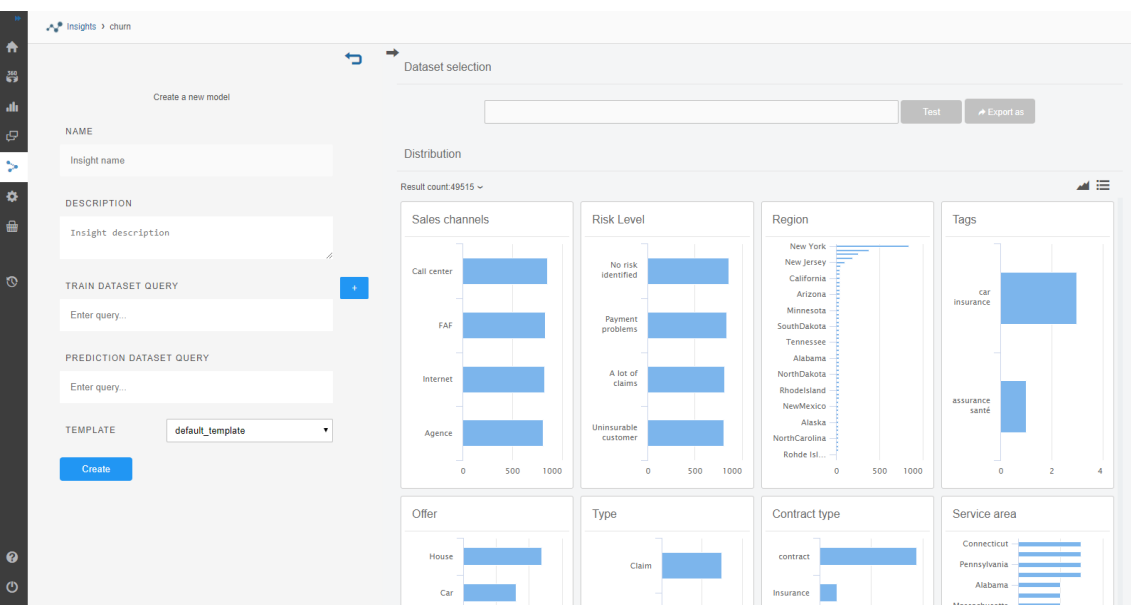 »
Insights > churn
360
Create a new model
NAME
Insight name
DESCRIPTION
Insight description
TRAIN DATASET QUERY
+
Enter query...
PREDICTION DATASET QUERY
Enter query...
TEMPLATE
default_template
Create
Dataset selection
Test
Export as
Distribution
Result count:49515
Sales channels
Call center
FAF
Internet
Agence
0 500 1000
Risk Level
No risk
identified
Payment
problems
A lot of
claims
Uninsurable
customer
0 500 1000
Region
New York
New Jersey
California
Arizona
Minnesota
SouthDakota
Tennessee
Alabama
NorthDakota
RhodeIsland
NewMexico
Alaska
NorthCarolina
Rohde Isl...
0 500 1000
Tags
car
insurance
assurance
santé
0 2 4
Offer
House
Car
Type
Claim
Contract type
contract
Insurance
Service area
Connecticut
Pennsylvania
Alabama
Massachusetts
?